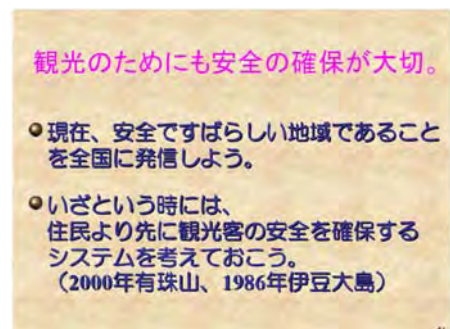 観光のためにも安全の確保が大切。
現在、安全ですばらしい地域であること
を全国に発信しよう。
いざという時には、
住民より先に観光客の安全を確保する
システムを考えておこう。
（2000年有珠山、1986年伊豆大島）